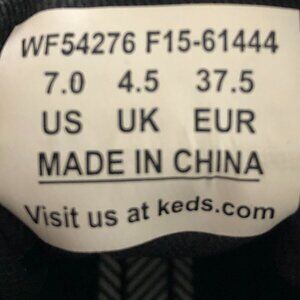 WF54276 F15-61444
7.0 4.5 37.5
US UK EUR
MADE IN CHINA
Visit us at keds.com